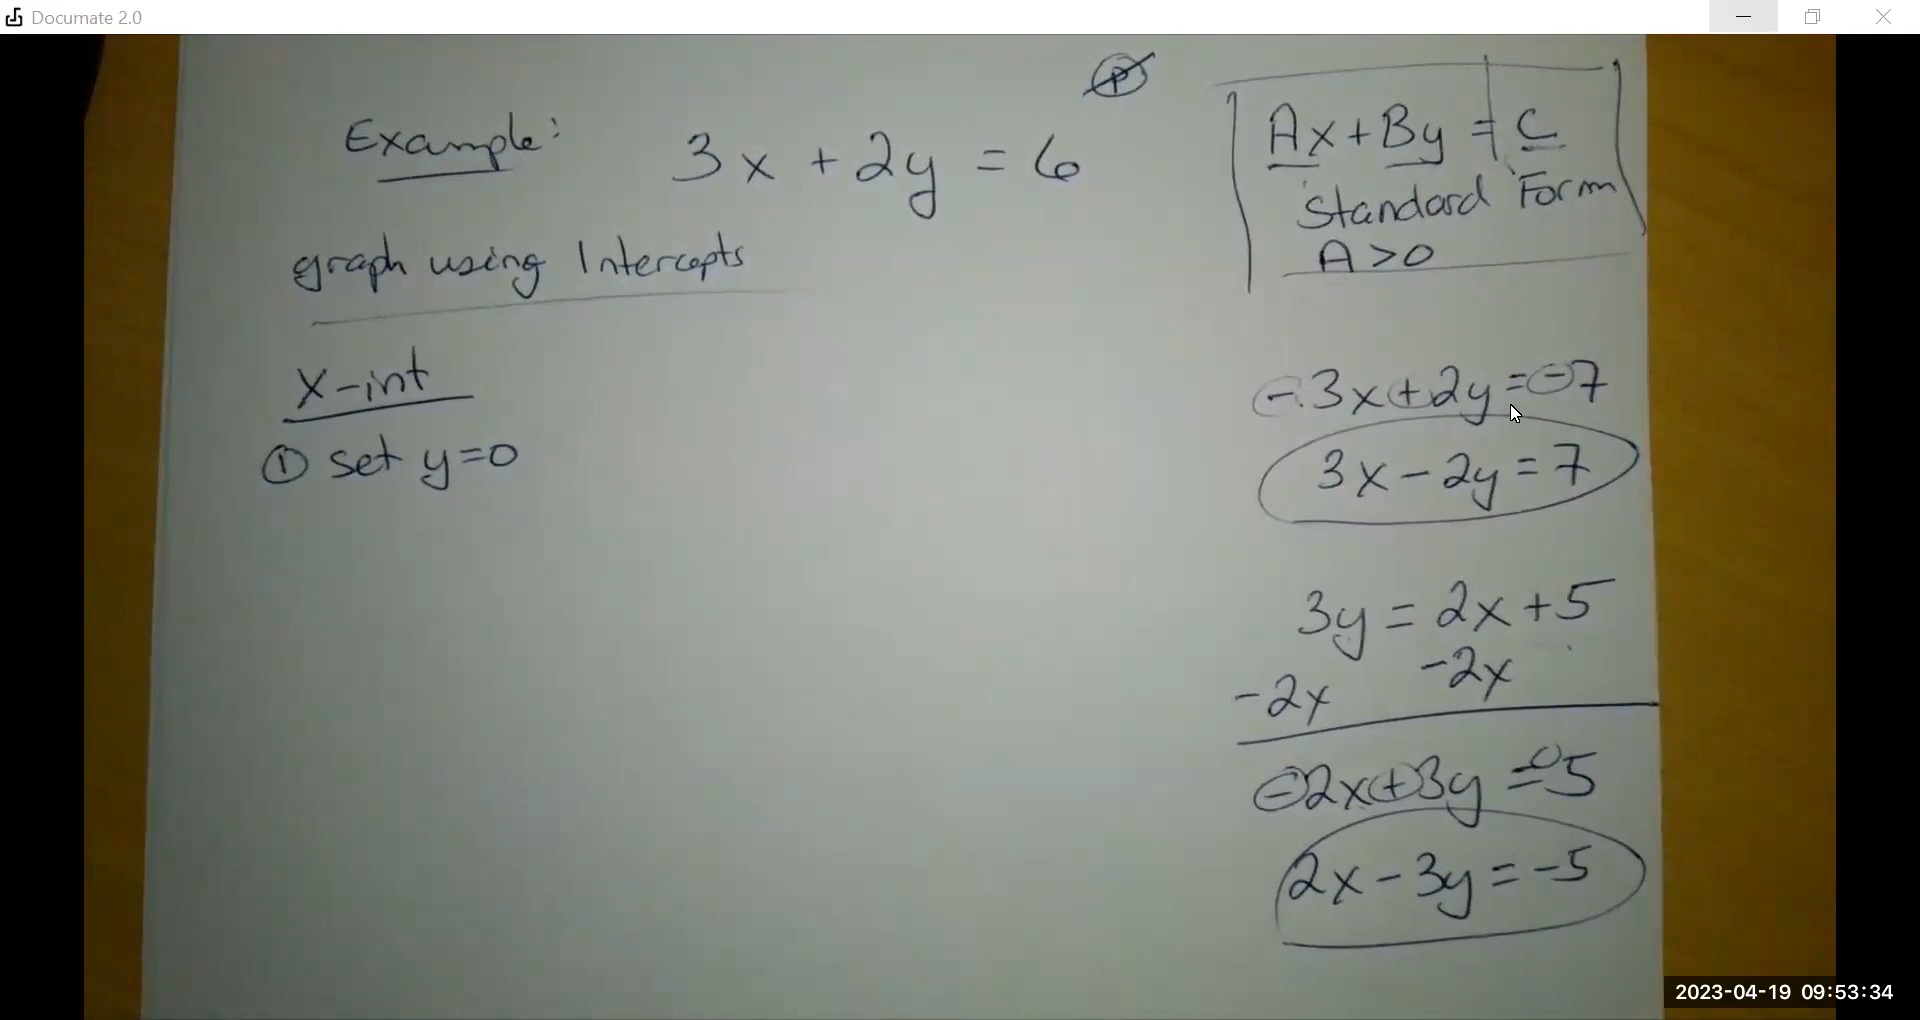 Documate 2.0
Example: 3x + 2y = 6
graph using Intercepts
x-int
① set y=0
Ⓟ
Ax + By = C
Standard Form
A > 0
-3x + 2y = -7
3x - 2y = 7
3y = 2x + 5
-2x -2x
-2x + 3y = 5
2x - 3y = -5
2023-04-19 09:53:34